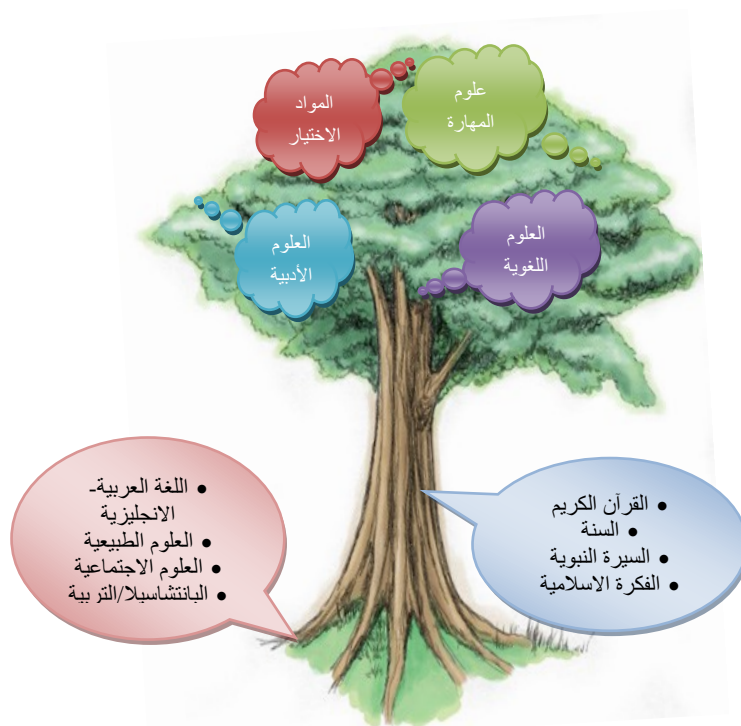 علوم
المهارة
المواد
الاختيار
العلوم
اللغوية
العلوم
الأدبية
• القرآن الكريم
• السنة
• السيرة النبوية
• الفكرة الاسلامية
• اللغة العربية-
الانجليزية
• العلوم الطبيعية
• العلوم الاجتماعية
• البانتشاسيلا/التربية